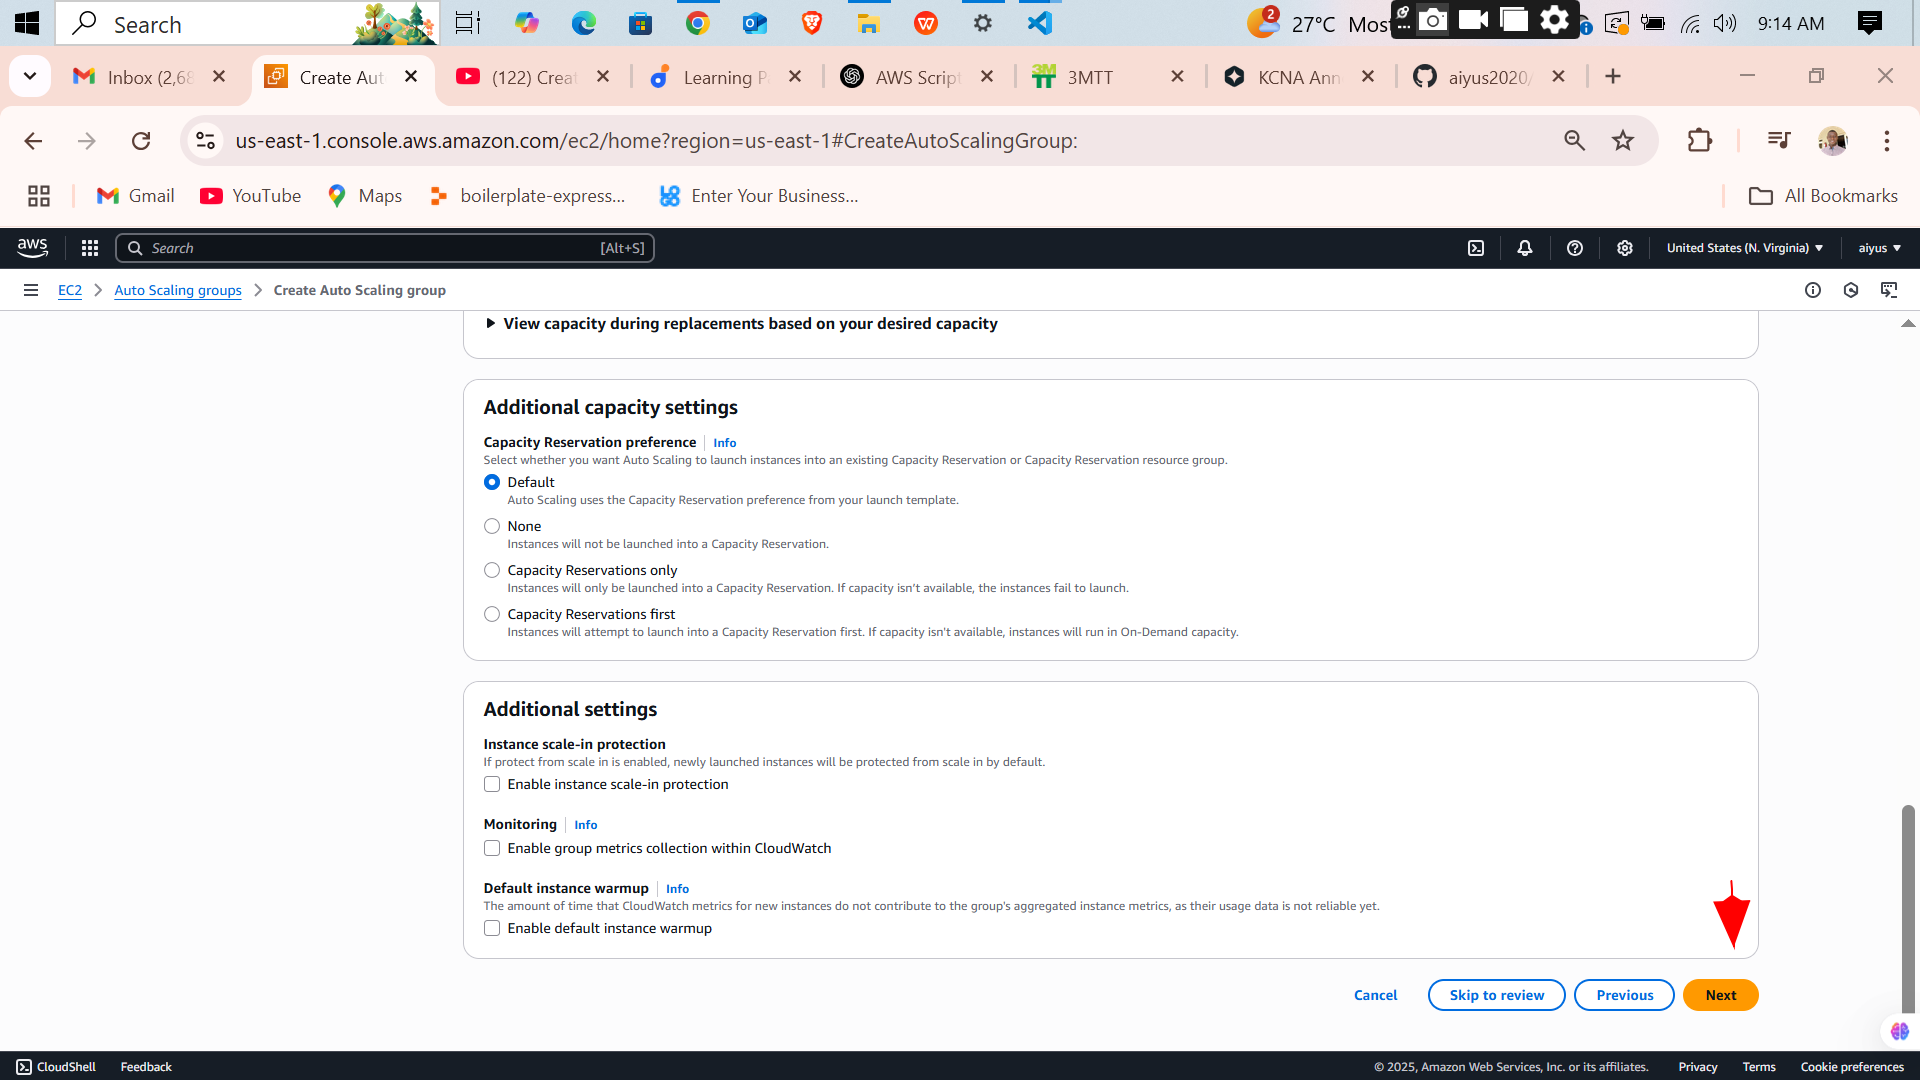 Search
2
27°C Most
9:14 AM
Inbox (2,68
Create Aut
(122) Creat
Learning P
AWS Script
3MTT
KCNA Ann
aiyus2020/
us-east-1.console.aws.amazon.com/ec2/home?region=us-east-1#CreateAutoScalingGroup:
Gmail
YouTube
Maps
boilerplate-express...
Enter Your Business...
All Bookmarks
aws
Search
[Alt+S]
United States (N. Virginia)
aiyus
EC2
Auto Scaling groups
Create Auto Scaling group
View capacity during replacements based on your desired capacity
Additional capacity settings
Capacity Reservation preference Info
Select whether you want Auto Scaling to launch instances into an existing Capacity Reservation or Capacity Reservation resource group.
Default
Auto Scaling uses the Capacity Reservation preference from your launch template.
None
Instances will not be launched into a Capacity Reservation.
Capacity Reservations only
Instances will only be launched into a Capacity Reservation. If capacity isn’t available, the instances fail to launch.
Capacity Reservations first
Instances will attempt to launch into a Capacity Reservation first. If capacity isn't available, instances will run in On-Demand capacity.
Additional settings
Instance scale-in protection
If protect from scale in is enabled, newly launched instances will be protected from scale in by default.
Enable instance scale-in protection
Monitoring Info
Enable group metrics collection within CloudWatch
Default instance warmup Info
The amount of time that CloudWatch metrics for new instances do not contribute to the group's aggregated instance metrics, as their usage data is not reliable yet.
Enable default instance warmup
Cancel
Skip to review
Previous
Next
CloudShell
Feedback
© 2025, Amazon Web Services, Inc. or its affiliates.
Privacy
Terms
Cookie preferences